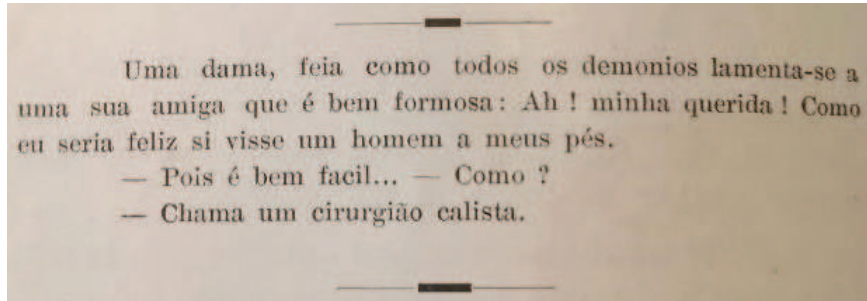 Uma dama, feia como todos os demonios lamenta-se a
uma sua amiga que é bem formosa: Ah ! minha querida ! Como
eu seria feliz si visse um homem a meus pés.
— Pois é bem facil... — Como ?
— Chama um cirurgião calista.